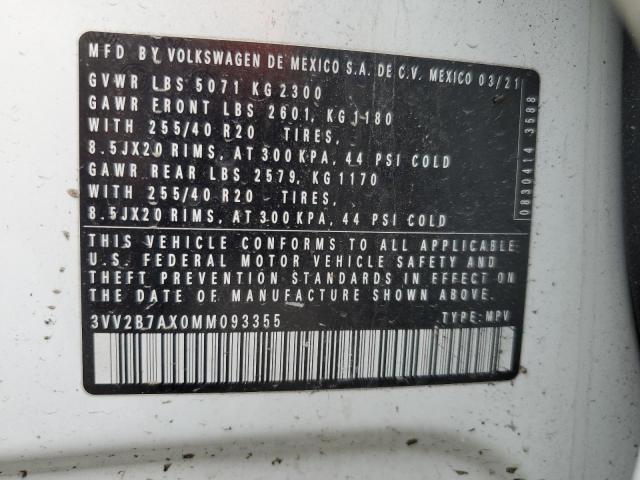 MFD BY VOLKSWAGEN DE MEXICO S.A. DE C.V. MEXICO 03/21
GVWR LBS 5071 KG 2300
GAWR FRONT LBS 2601, KG 1180
WITH 255/40 R20 TIRES,
8.5JX20 RIMS, AT 300 KPA, 44 PSI COLD
GAWR REAR LBS 2579, KG 1170
WITH 255/40 R20 TIRES,
8.5JX20 RIMS, AT 300 KPA, 44 PSI COLD
THIS VEHICLE CONFORMS TO ALL APPLICABLE
U.S. FEDERAL MOTOR VEHICLE SAFETY AND
THEFT PREVENTION STANDARDS IN EFFECT ON
THE DATE OF MANUFACTURE SHOWN ABOVE.
3VV2B7AX0MM093355 TYPE: MPV
0830414 3588